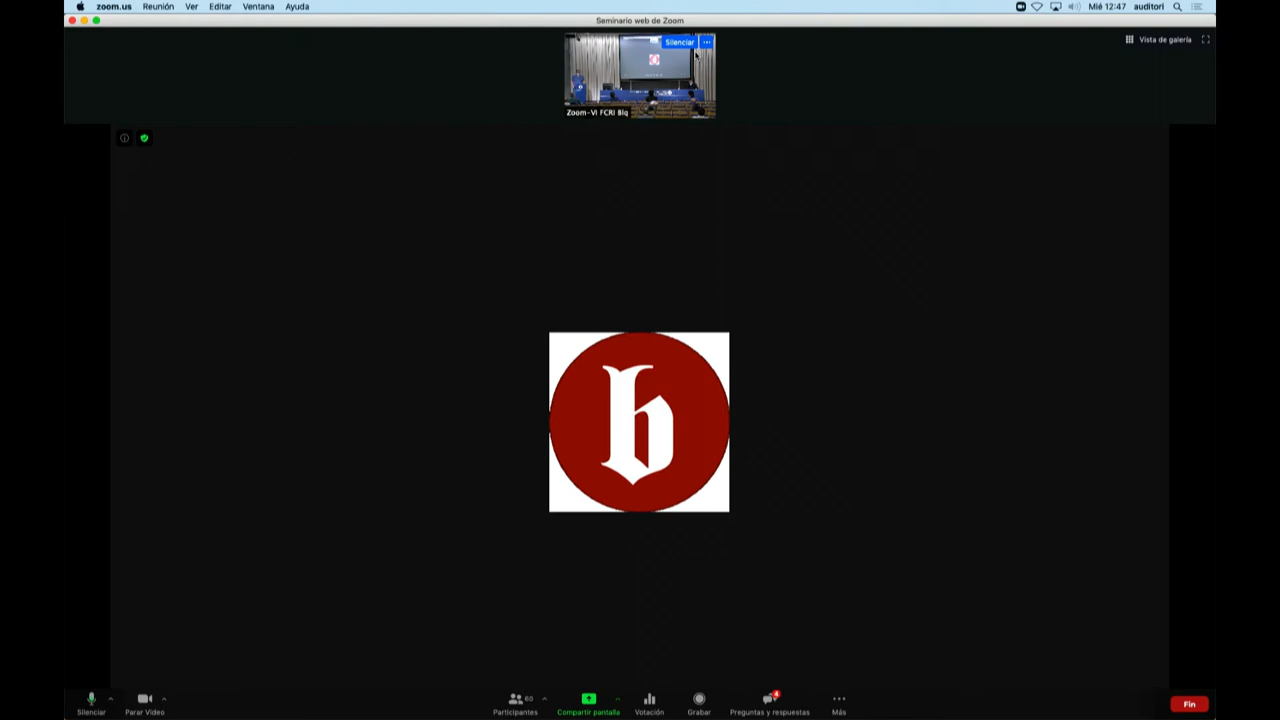 zoom.us Reunión Ver Editar Ventana Ayuda
Mié 12:47 auditori
Seminario web de Zoom
Silenciar
Vista de galería
Zoom-VI FCRI Blq
b
Silenciar
Parar Video
60
Participantes
Compartir pantalla
Votación
Grabar
4
Preguntas y respuestas
Más
Fin